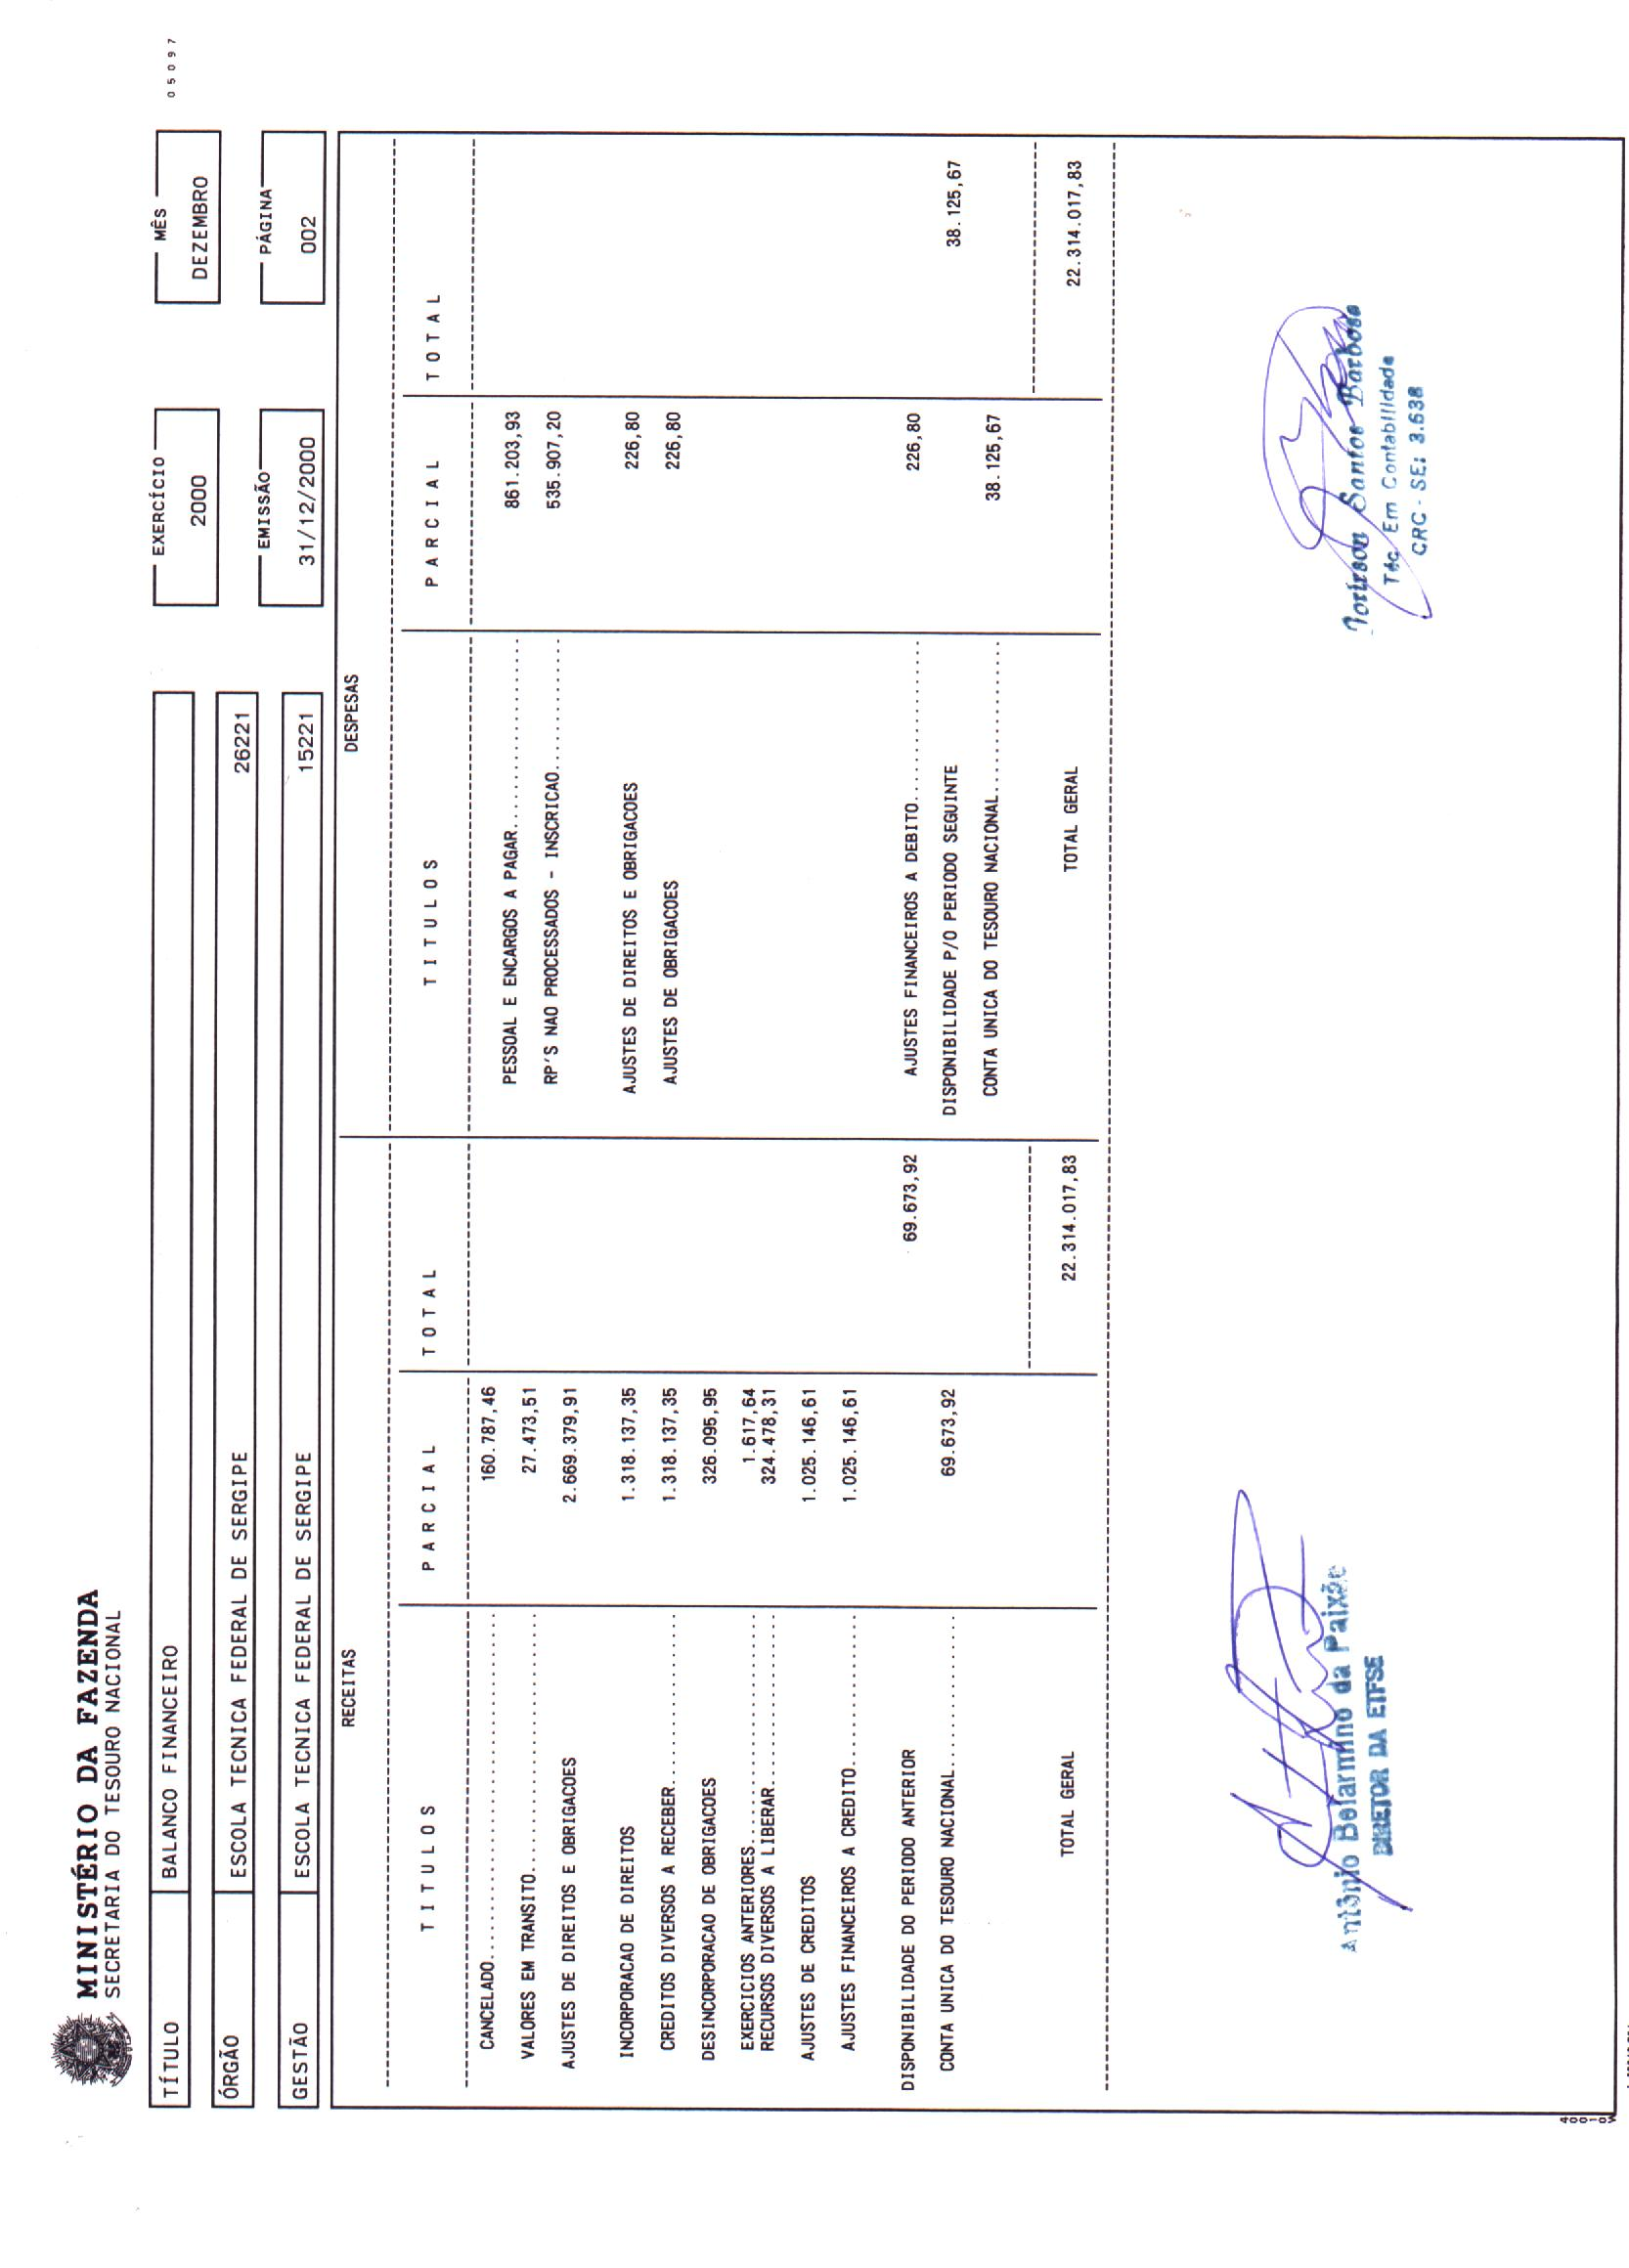 05097
MINISTÉRIO DA FAZENDA
SECRETARIA DO TESOURO NACIONAL
TÍTULO BALANCO FINANCEIRO
EXERCÍCIO 2000
MÊS DEZEMBRO
ÓRGÃO ESCOLA TECNICA FEDERAL DE SERGIPE 26221
GESTÃO ESCOLA TECNICA FEDERAL DE SERGIPE 15221
EMISSÃO 31/12/2000
PÁGINA 002
RECEITAS
TITULOS PARCIAL TOTAL
CANCELADO 160.787,46
VALORES EM TRANSITO 27.473,51
AJUSTES DE DIREITOS E OBRIGACOES 2.669.379,91
INCORPORACAO DE DIREITOS 1.318.137,35
CREDITOS DIVERSOS A RECEBER 1.318.137,35
DESINCORPORACAO DE OBRIGACOES 326.095,95
EXERCICIOS ANTERIORES 1.617,64
RECURSOS DIVERSOS A LIBERAR 324.478,31
AJUSTES DE CREDITOS 1.025.146,61
AJUSTES FINANCEIROS A CREDITO 1.025.146,61
DISPONIBILIDADE DO PERIODO ANTERIOR 69.673,92
CONTA UNICA DO TESOURO NACIONAL 69.673,92
TOTAL GERAL 22.314.017,83
DESPESAS
TITULOS PARCIAL TOTAL
PESSOAL E ENCARGOS A PAGAR 861.203,93
RP'S NAO PROCESSADOS - INSCRICAO 535.907,20
AJUSTES DE DIREITOS E OBRIGACOES 226,80
AJUSTES DE OBRIGACOES 226,80
AJUSTES FINANCEIROS A DEBITO 226,80
DISPONIBILIDADE P/O PERIODO SEGUINTE 38.125,67
CONTA UNICA DO TESOURO NACIONAL 38.125,67
TOTAL GERAL 22.314.017,83
Antônio Belarmino da Paixão
DIRETOR DA ETFSE
Santos Barbosa
Téc. Em Contabilidade
CRC - SE: 3.638